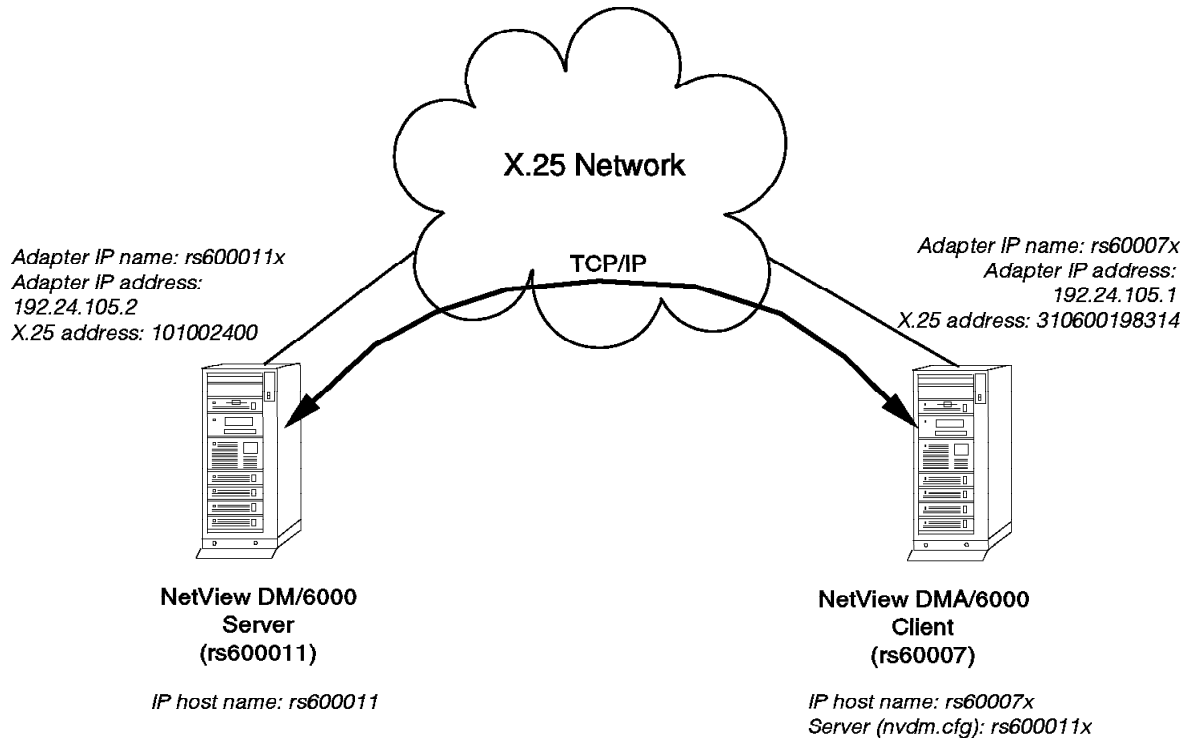 X.25 Network
TCP/IP
Adapter IP name: rs600011x
Adapter IP address:
192.24.105.2
X.25 address: 101002400
Adapter IP name: rs60007x
Adapter IP address:
192.24.105.1
X.25 address: 310600198314
NetView DM/6000
Server
(rs600011)
IP host name: rs600011
NetView DMA/6000
Client
(rs60007)
IP host name: rs60007x
Server (nvdm.cfg): rs600011x